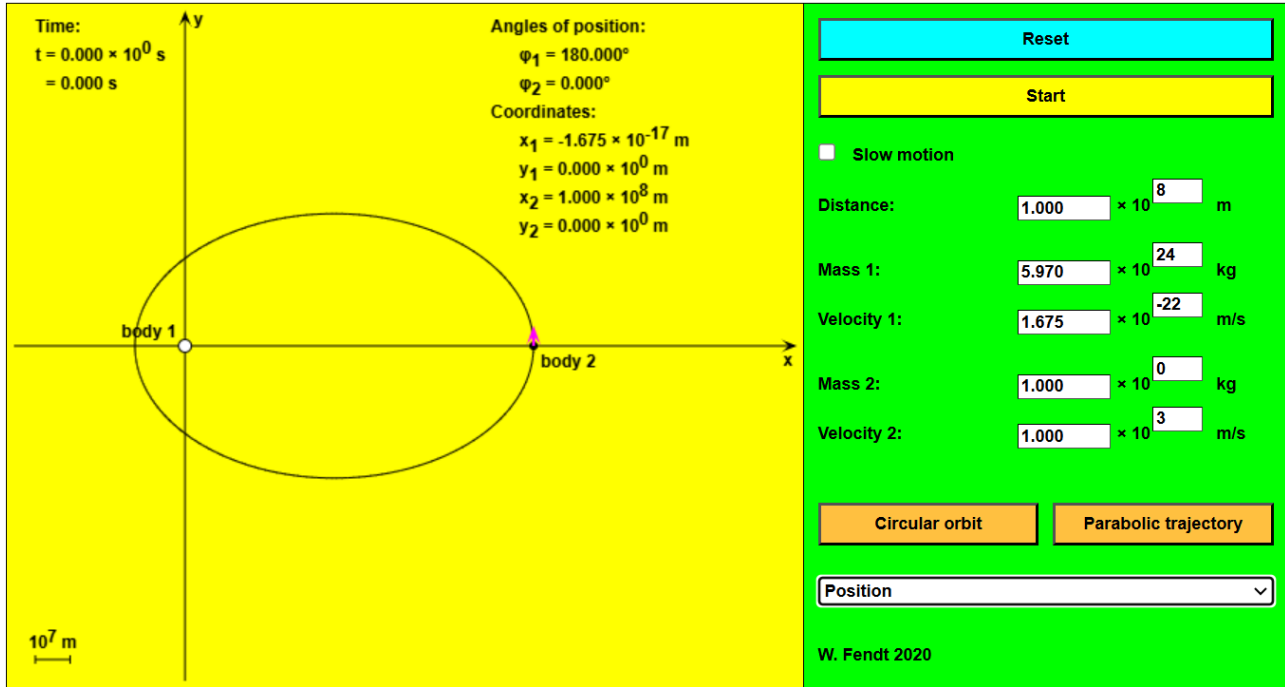 Time:
t = 0.000 × 10⁰ s
= 0.000 s
y
Angles of position:
φ₁ = 180.000°
φ₂ = 0.000°
Coordinates:
x₁ = -1.675 × 10⁻¹⁷ m
y₁ = 0.000 × 10⁰ m
x₂ = 1.000 × 10⁸ m
y₂ = 0.000 × 10⁰ m
body 1
body 2
x
10⁷ m
Reset
Start
Slow motion
Distance: 1.000 × 10 8 m
Mass 1: 5.970 × 10 24 kg
Velocity 1: 1.675 × 10 -22 m/s
Mass 2: 1.000 × 10 0 kg
Velocity 2: 1.000 × 10 3 m/s
Circular orbit Parabolic trajectory
Position
W. Fendt 2020